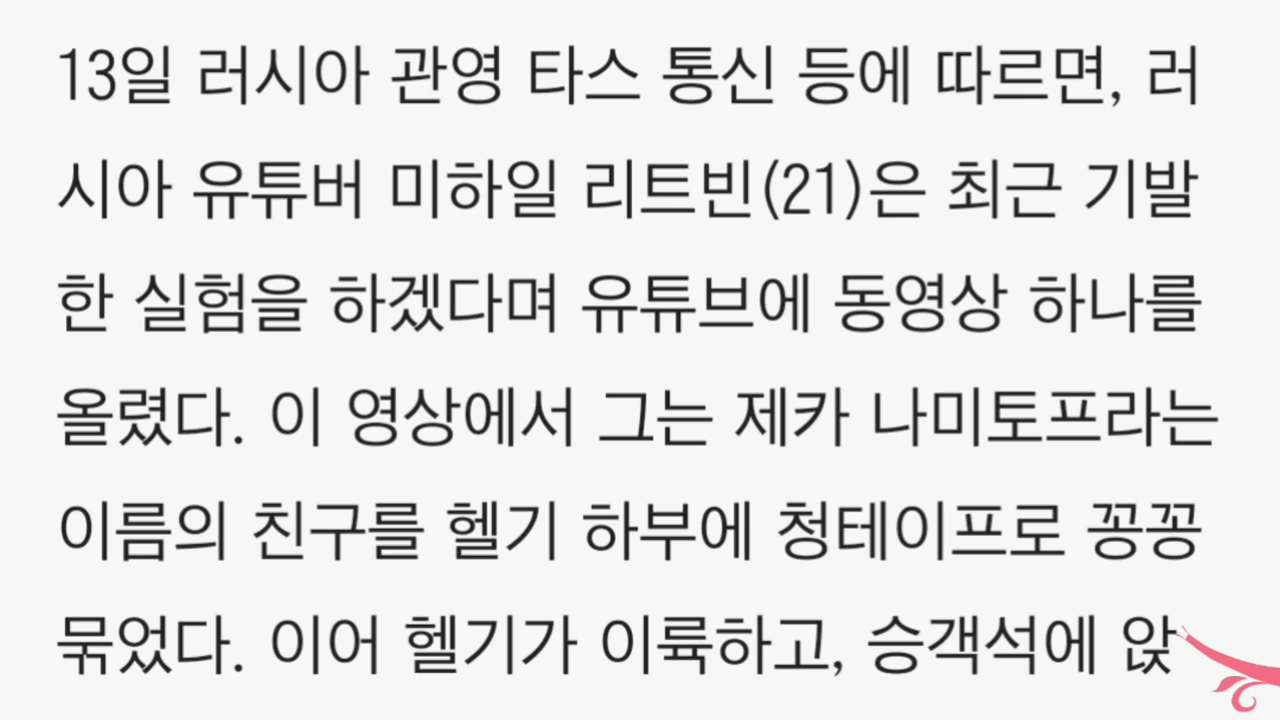 13일 러시아 관영 타스 통신 등에 따르면, 러
시아 유튜버 미하일 리트빈(21)은 최근 기발
한 실험을 하겠다며 유튜브에 동영상 하나를
올렸다. 이 영상에서 그는 제카 나미토프라는
이름의 친구를 헬기 하부에 청테이프로 꽁꽁
묶었다. 이어 헬기가 이륙하고, 승객석에 앉